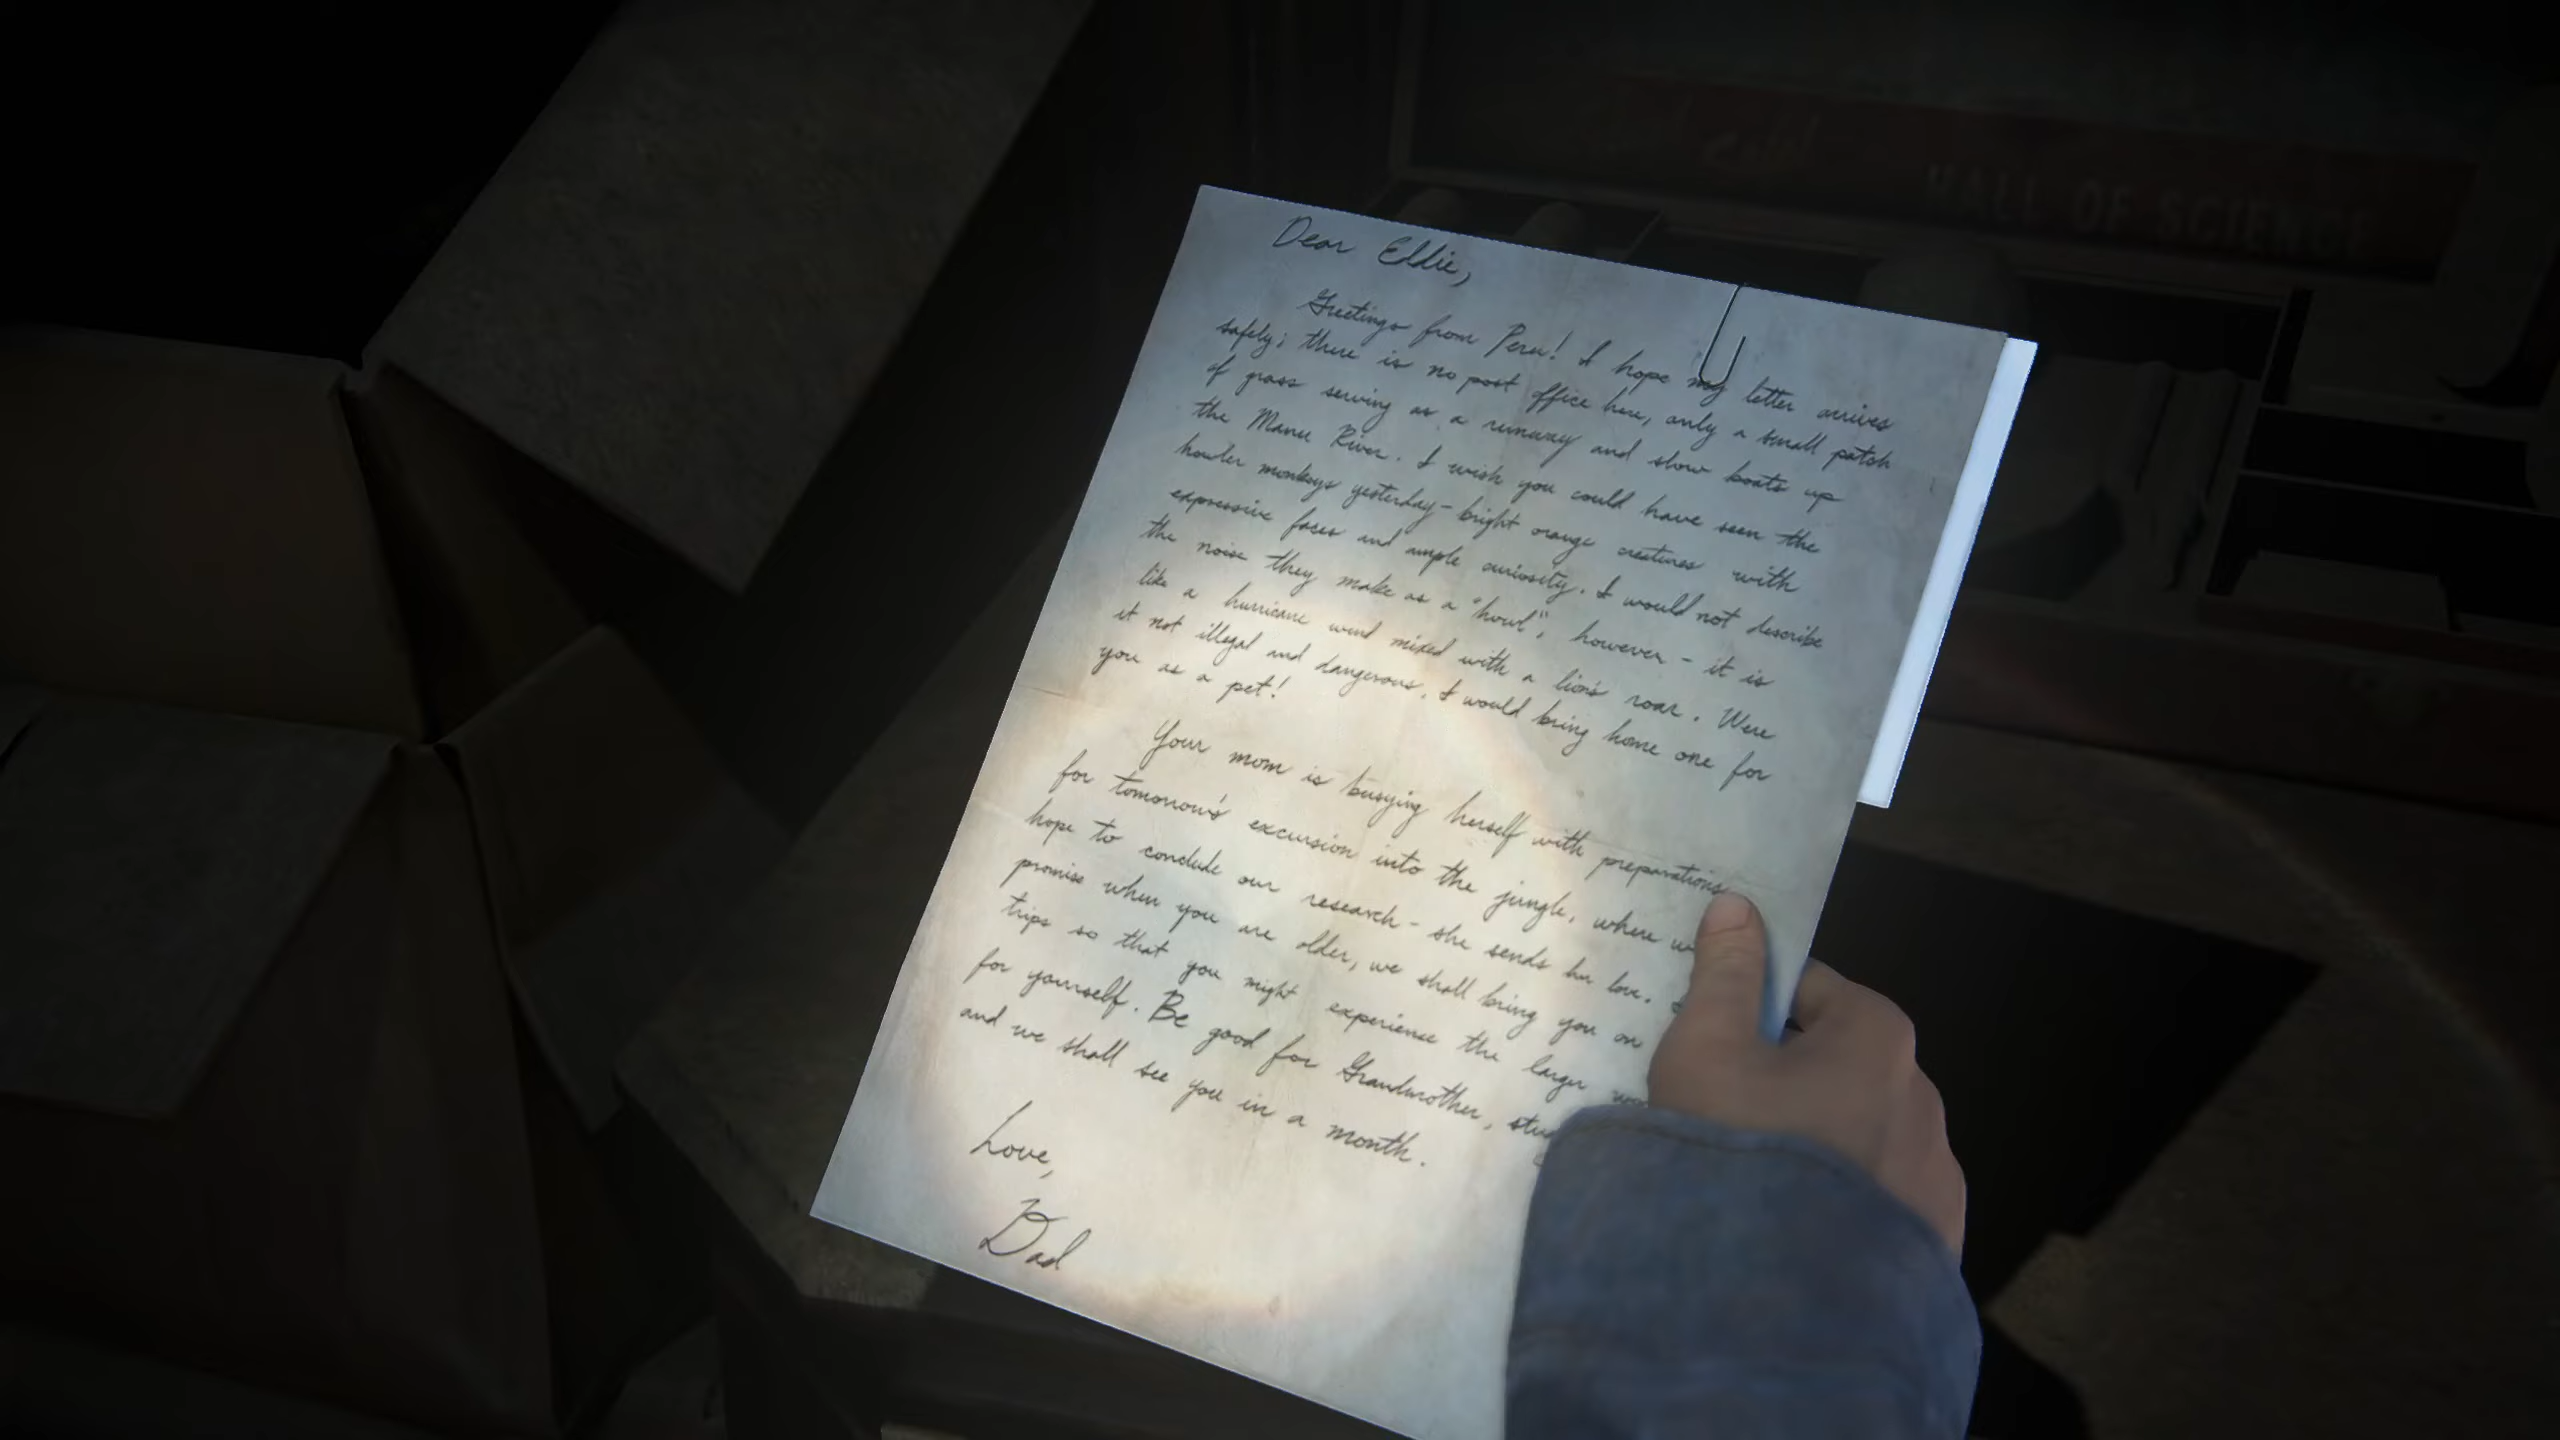 HALL OF SCIENCE
Dear Eddie,
Greetings from Peru! I hope my letter arrives
safely; there is no post office here, only a small patch
of grass serving as a runway and slow boats up
the Manu River. I wish you could have seen the
howler monkeys yesterday - bright orange creatures with
expressive faces and ample curiosity. I would not describe
the noise they make as a "howl", however - it is
like a hurricane wind mixed with a lion's roar. Were
it not illegal and dangerous, I would bring home one for
you as a pet!
Your mom is busying herself with preparations
for tomorrow's excursion into the jungle, where
hope to conclude our research - she sends her love.
promise when you are older, we shall bring you on
trips so that you might experience the larger
for yourself. Be good for Grandmother,
and we shall see you in a month.
Love,
Dad